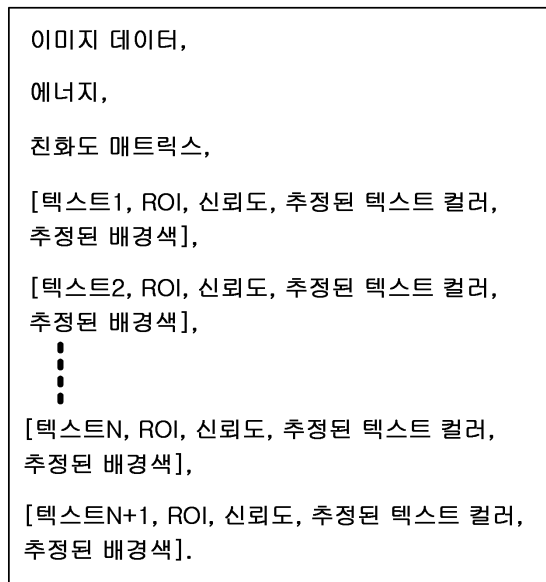 이미지 데이터,
에너지,
친화도 매트릭스,
[텍스트1, ROI, 신뢰도, 추정된 텍스트 컬러,
추정된 배경색],
[텍스트2, ROI, 신뢰도, 추정된 텍스트 컬러,
추정된 배경색],
[텍스트N, ROI, 신뢰도, 추정된 텍스트 컬러,
추정된 배경색],
[텍스트N+1, ROI, 신뢰도, 추정된 텍스트 컬러,
추정된 배경색].